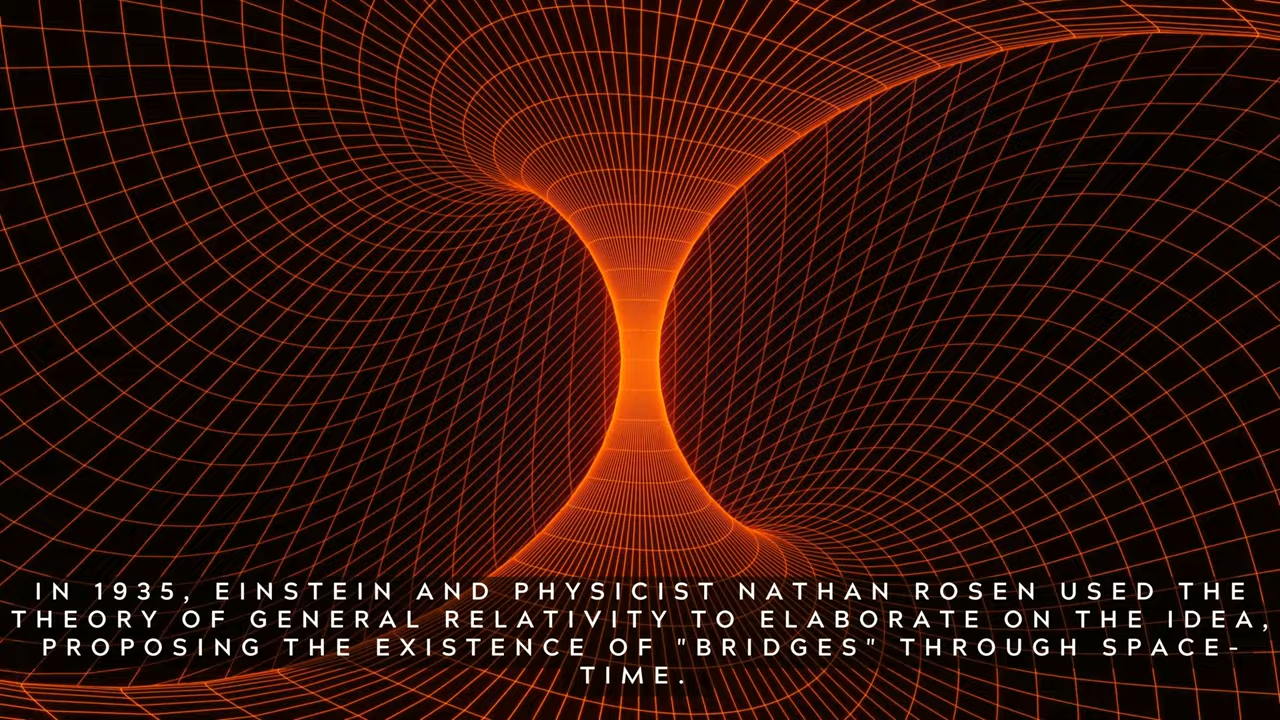 IN 1935, EINSTEIN AND PHYSICIST NATHAN ROSEN USED THE
THEORY OF GENERAL RELATIVITY TO ELABORATE ON THE IDEA,
PROPOSING THE EXISTENCE OF "BRIDGES" THROUGH SPACE-
TIME.